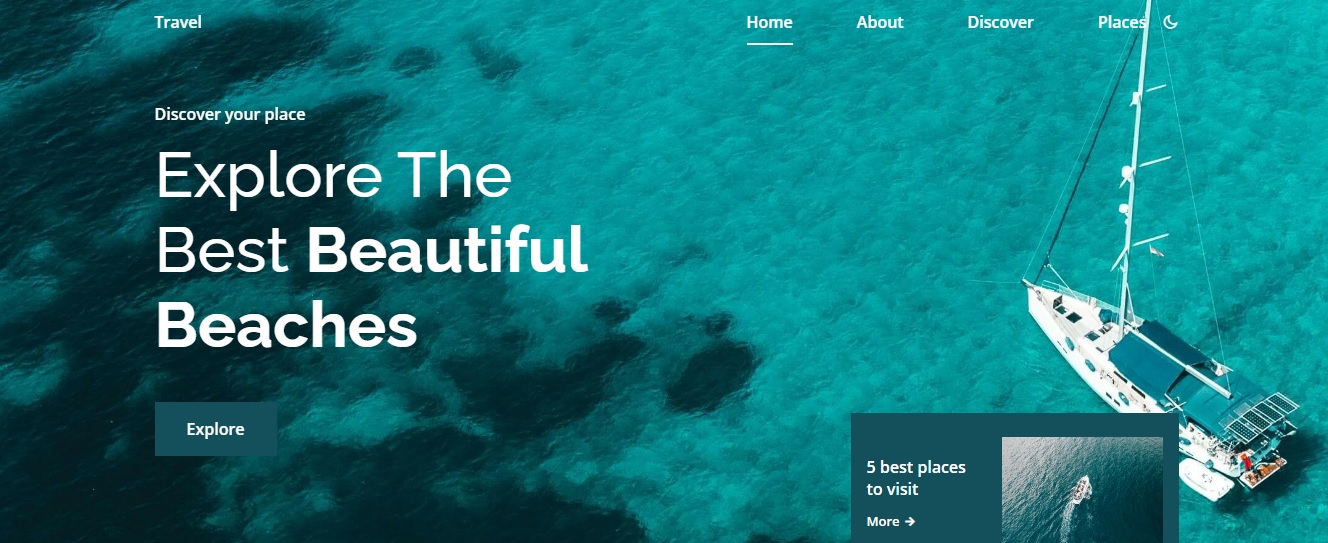 Travel
Home
About
Discover
Places
Discover your place
Explore The
Best Beautiful
Beaches
Explore
5 best places
to visit
More →